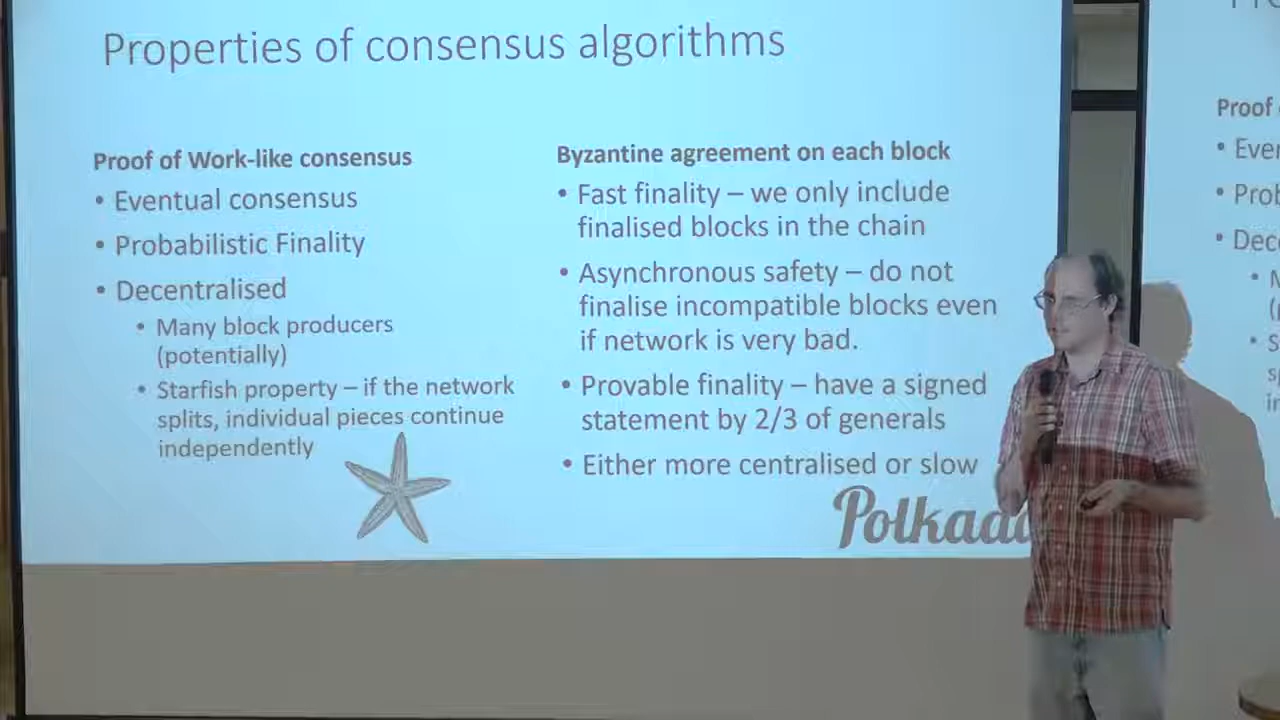 Properties of consensus algorithms
Proof of Work-like consensus
• Eventual consensus
• Probabilistic Finality
• Decentralised
• Many block producers
(potentially)
• Starfish property – if the network
splits, individual pieces continue
independently
Byzantine agreement on each block
• Fast finality – we only include
finalised blocks in the chain
• Asynchronous safety – do not
finalise incompatible blocks even
if network is very bad.
• Provable finality – have a signed
statement by 2/3 of generals
• Either more centralised or slow
Polkado
Proof
• Ever
• Prob
• Dec